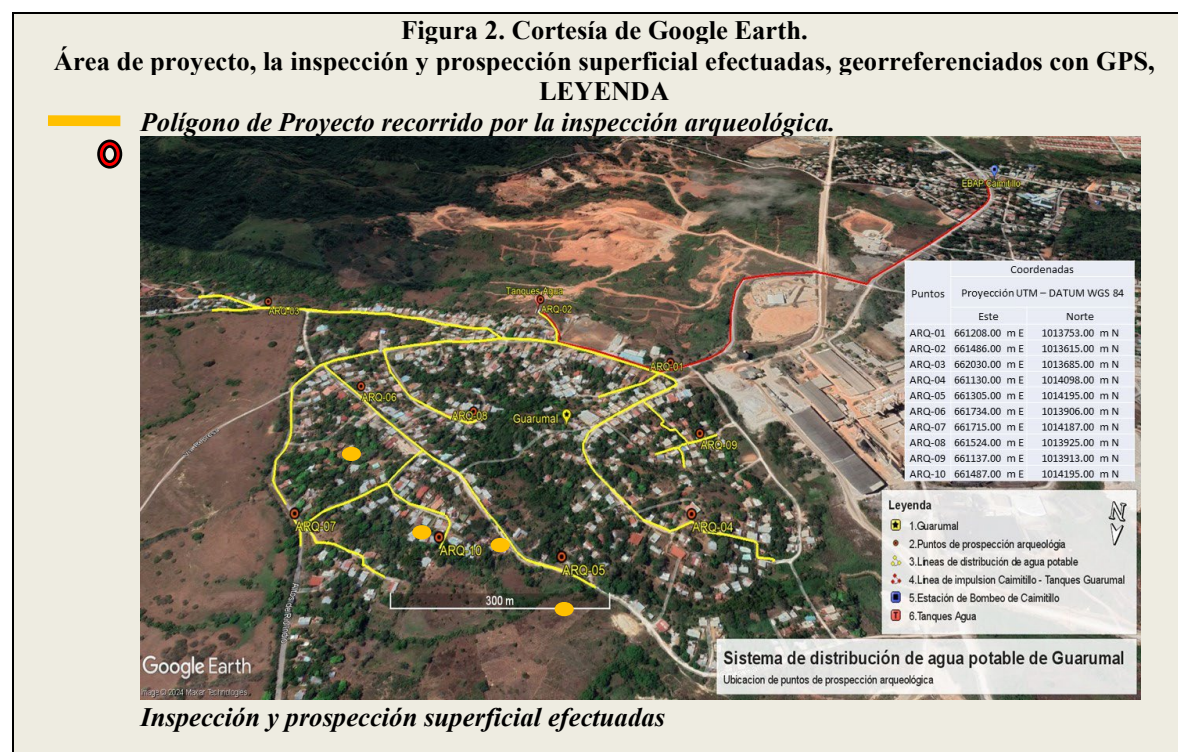 Figura 2. Cortesía de Google Earth.
Área de proyecto, la inspección y prospección superficial efectuadas, georreferenciados con GPS,
LEYENDA
Polígono de Proyecto recorrido por la inspección arqueológica.
EBAP Caimitillo
Tanques Agua
ARQ-02
ARQ-03
ARQ-01
ARQ-06
ARQ-08
Guarumal
ARQ-09
ARQ-07
ARQ-10
ARQ-04
ARQ-05
300 m
Coordenadas
Puntos Proyección UTM – DATUM WGS 84
Este Norte
ARQ-01 661208.00 m E 1013753.00 m N
ARQ-02 661486.00 m E 1013615.00 m N
ARQ-03 662030.00 m E 1013685.00 m N
ARQ-04 661130.00 m E 1014098.00 m N
ARQ-05 661305.00 m E 1014195.00 m N
ARQ-06 661734.00 m E 1013906.00 m N
ARQ-07 661715.00 m E 1014187.00 m N
ARQ-08 661524.00 m E 1013925.00 m N
ARQ-09 661137.00 m E 1013913.00 m N
ARQ-10 661487.00 m E 1014195.00 m N
Leyenda
N
1.Guarumal
2.Puntos de prospección arqueológia
3.Lineas de distribución de agua potable
4.Linea de impulsion Caimitillo - Tanques Guarumal
5.Estación de Bombeo de Caimitillo
T 6.Tanques Agua
Google Earth
Image © 2024 Maxar Technologies
Sistema de distribución de agua potable de Guarumal
Ubicacion de puntos de prospección arqueológica
Inspección y prospección superficial efectuadas